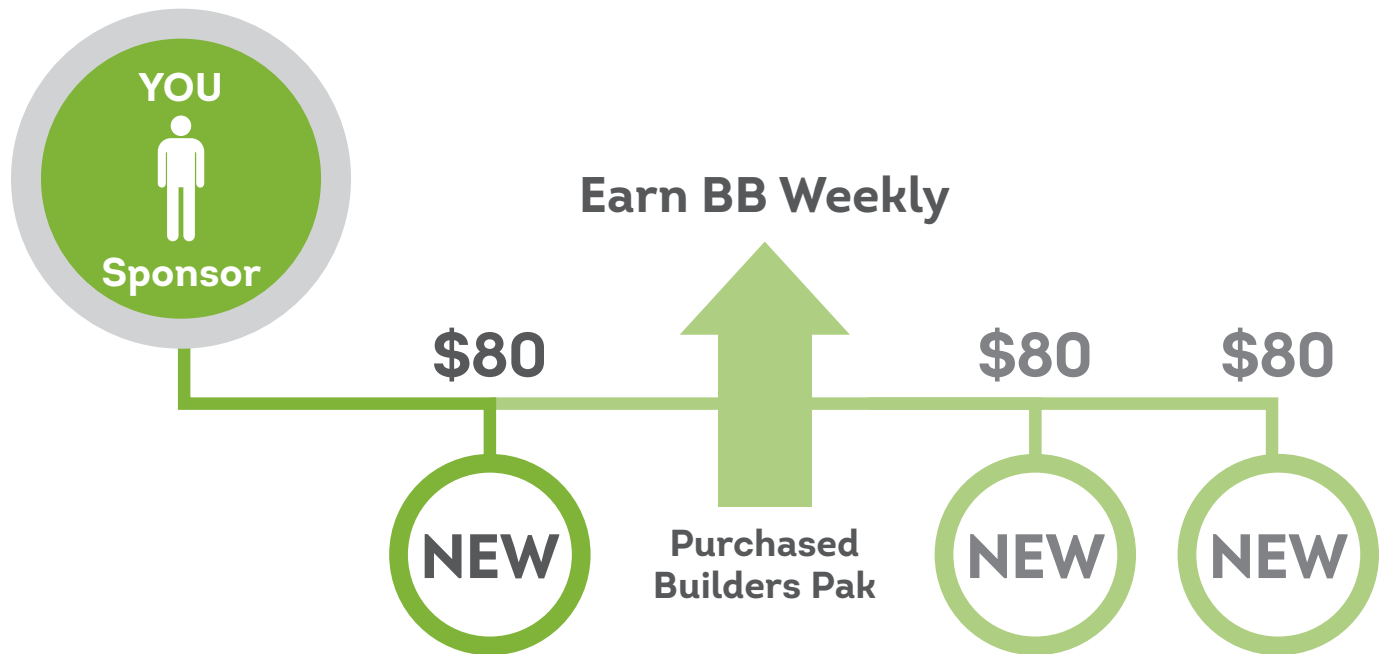 YOU
Sponsor
Earn BB Weekly
$80
$80
$80
NEW
Purchased
Builders Pak
NEW
NEW